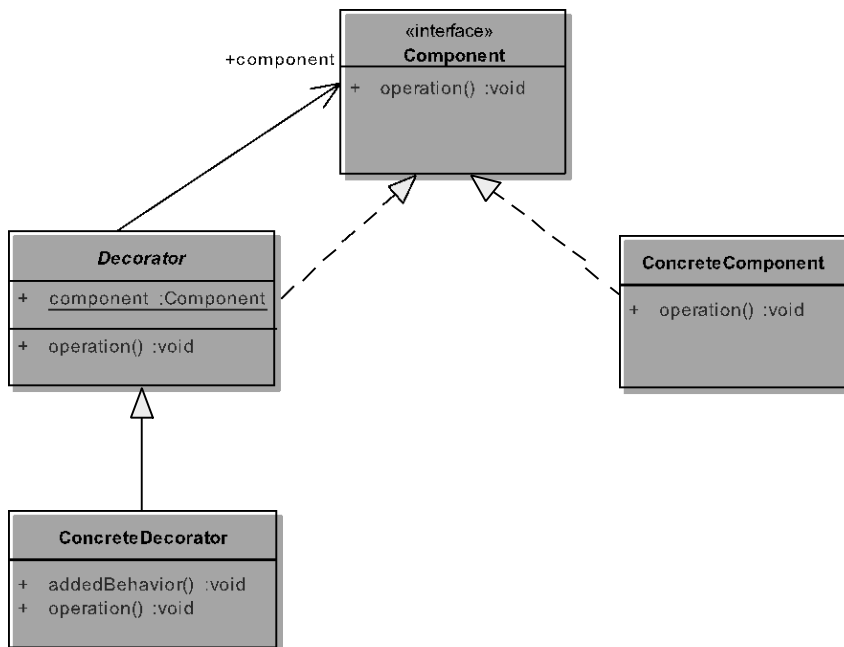 «interface»
Component
+component
+ operation() :void
Decorator
+ component :Component
+ operation() :void
ConcreteComponent
+ operation() :void
ConcreteDecorator
+ addedBehavior() :void
+ operation() :void